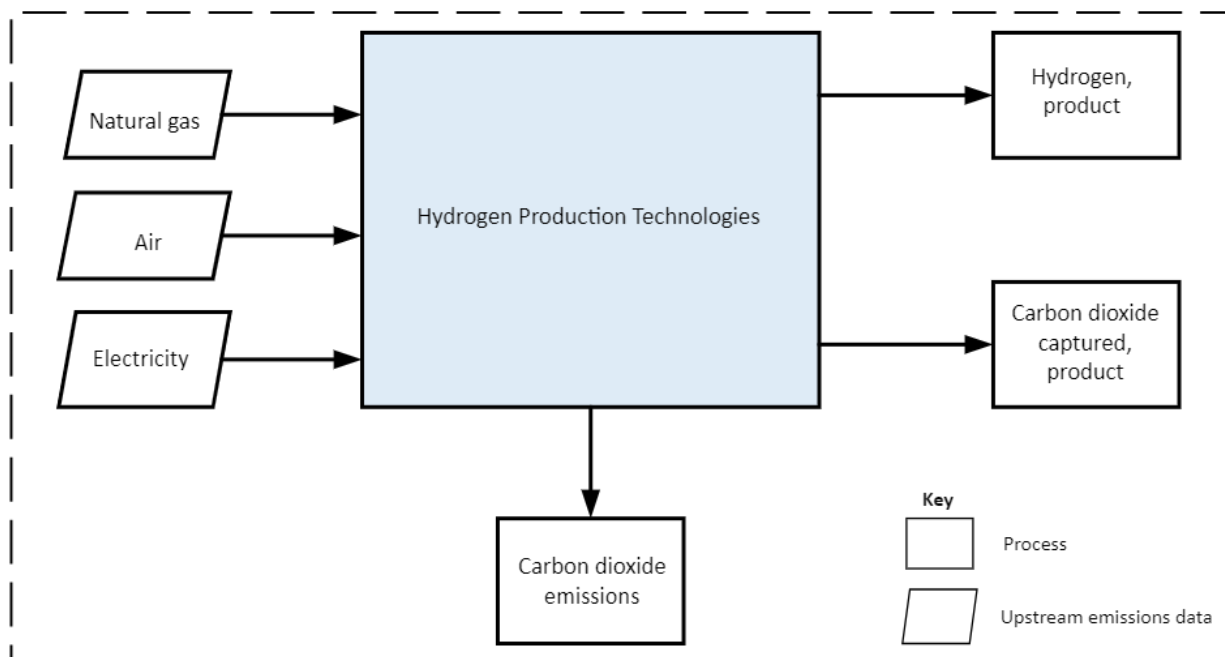 Natural gas
Air
Electricity
Hydrogen Production Technologies
Hydrogen,
product
Carbon dioxide
captured,
product
Carbon dioxide
emissions
Key
Process
Upstream emissions data